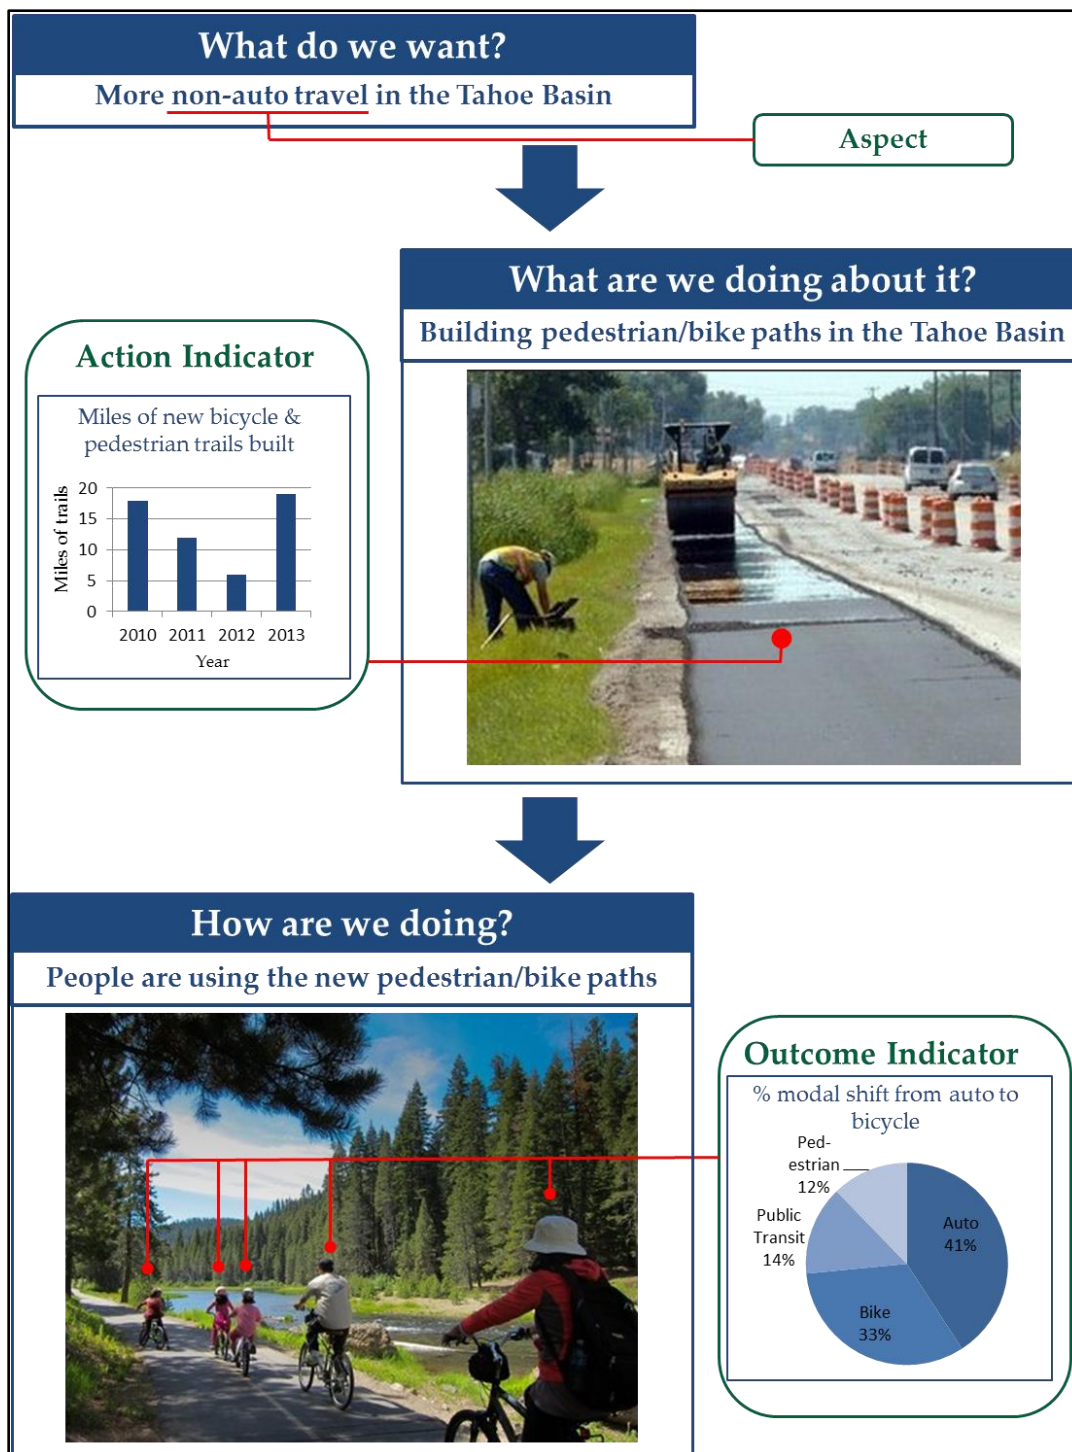 What do we want?
More non-auto travel in the Tahoe Basin
Aspect
What are we doing about it?
Building pedestrian/bike paths in the Tahoe Basin
Action Indicator
Miles of new bicycle &
pedestrian trails built
Miles of trails
20
15
10
5
0
2010 2011 2012 2013
Year
How are we doing?
People are using the new pedestrian/bike paths
Outcome Indicator
% modal shift from auto to
bicycle
Ped-
estrian
12%
Public
Transit
14%
Auto
41%
Bike
33%